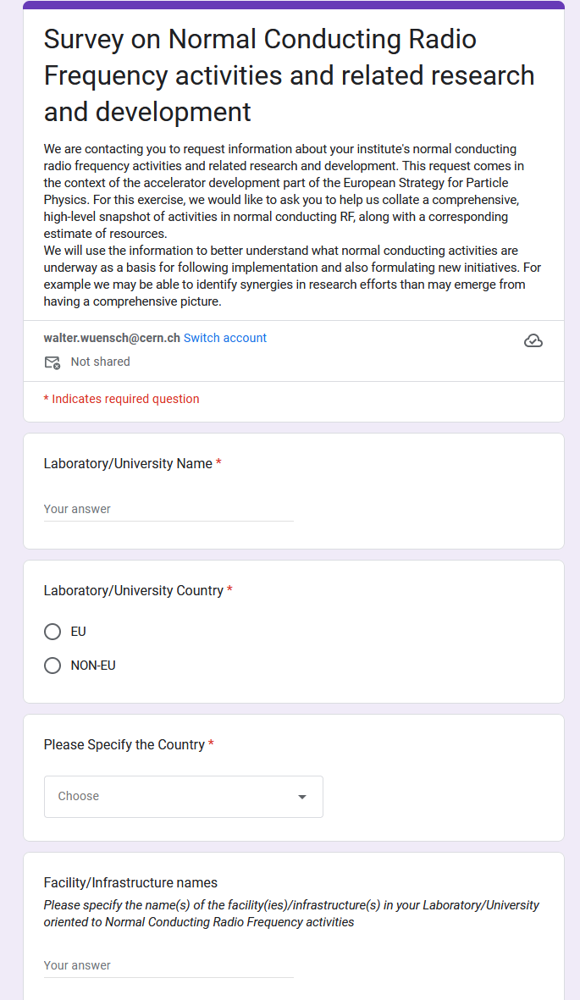 Survey on Normal Conducting Radio
Frequency activities and related research
and development
We are contacting you to request information about your institute's normal conducting
radio frequency activities and related research and development. This request comes in
the context of the accelerator development part of the European Strategy for Particle
Physics. For this exercise, we would like to ask you to help us collate a comprehensive,
high-level snapshot of activities in normal conducting RF, along with a corresponding
estimate of resources.
We will use the information to better understand what normal conducting activities are
underway as a basis for following implementation and also formulating new initiatives. For
example we may be able to identify synergies in research efforts than may emerge from
having a comprehensive picture.
walter.wuensch@cern.ch Switch account
Not shared
* Indicates required question
Laboratory/University Name *
Your answer
Laboratory/University Country *
EU
NON-EU
Please Specify the Country *
Choose
Facility/Infrastructure names
Please specify the name(s) of the facility(ies)/infrastructure(s) in your Laboratory/University
oriented to Normal Conducting Radio Frequency activities
Your answer